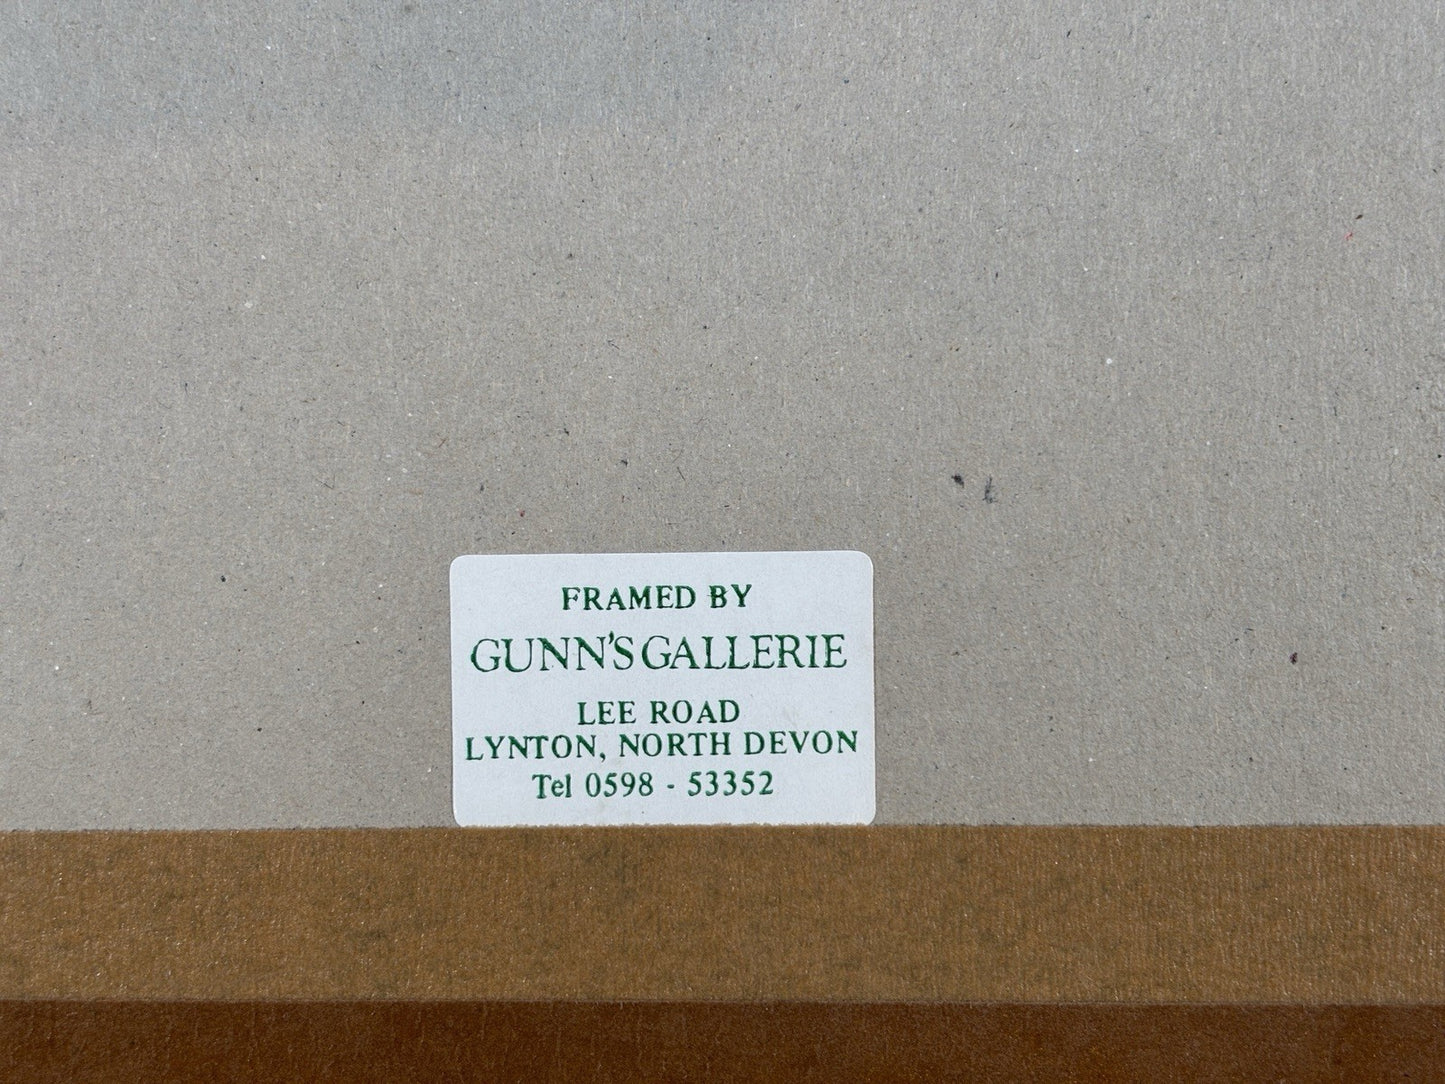 FRAMED BY
GUNN'S GALLERIE
LEE ROAD
LYNTON, NORTH DEVON
Tel 0598 - 53352